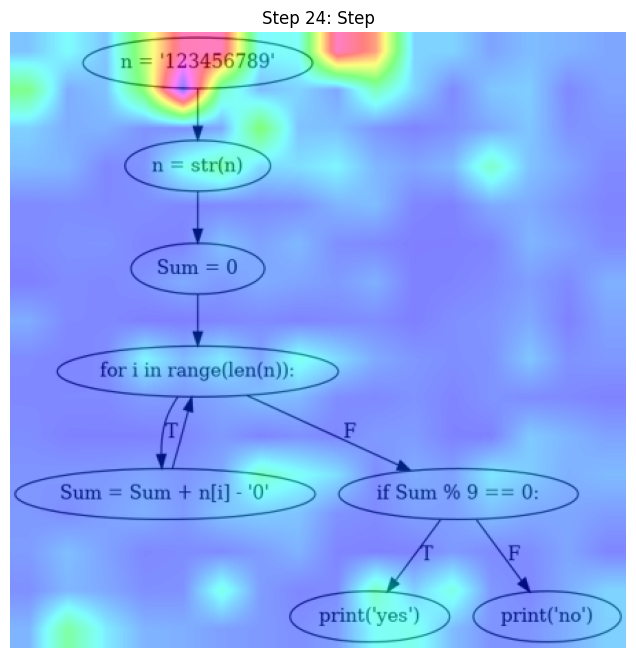 Step 24: Step
n = '123456789'
n = str(n)
Sum = 0
for i in range(len(n)):
T
F
Sum = Sum + n[i] - '0'
if Sum % 9 == 0:
T
F
print('yes')
print('no')